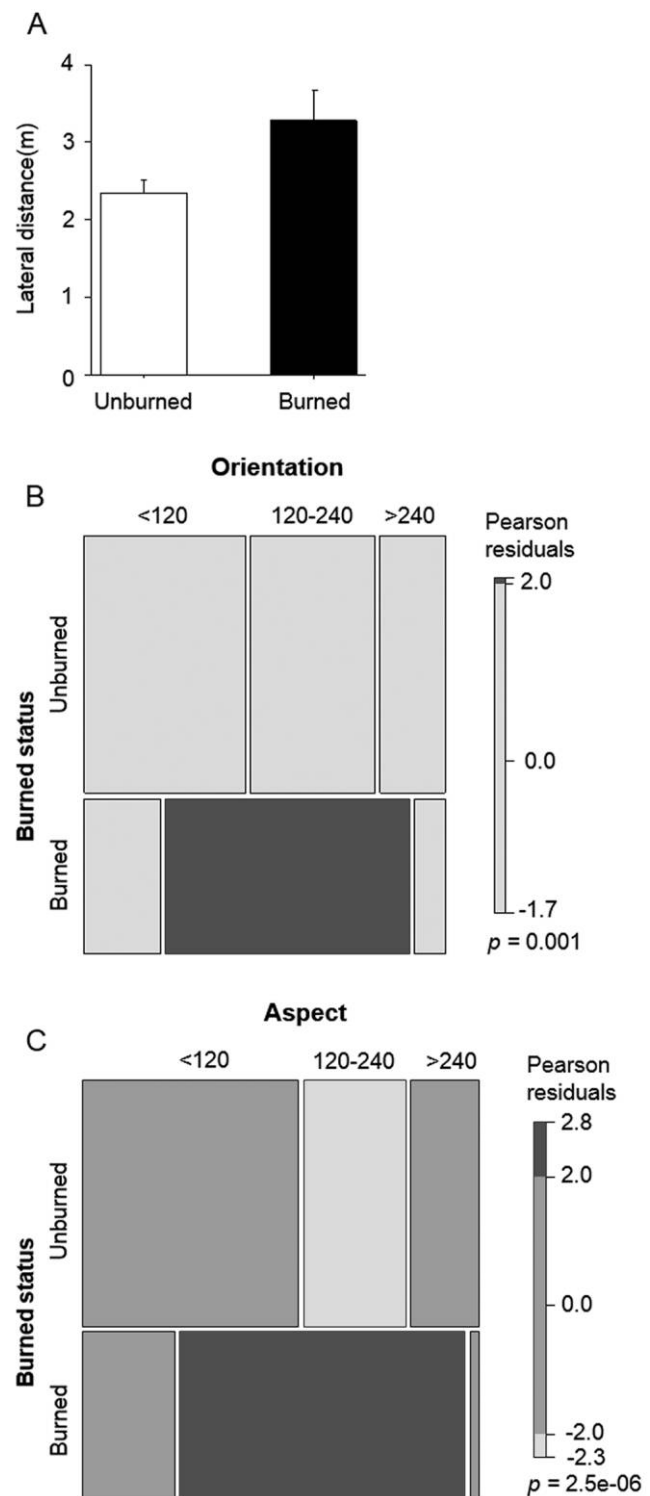 A
4
3
2
1
0
Lateral distance(m)
Unburned Burned
Orientation
B
<120 120-240 >240
Pearson
residuals
Unburned
Burned
Burned status
2.0
0.0
-1.7
p = 0.001
Aspect
C
<120 120-240 >240
Pearson
residuals
Unburned
Burned
Burned status
2.8
2.0
0.0
-2.0
-2.3
p = 2.5e-06